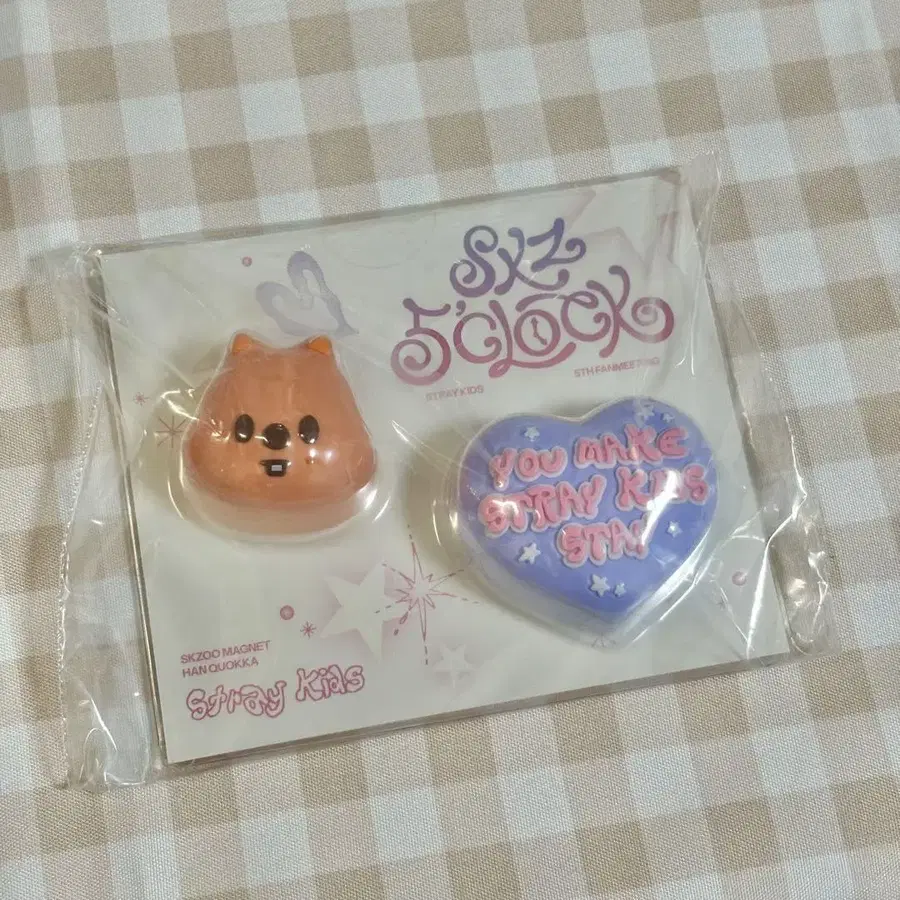 SKZ
5'CLOCK
STRAY KIDS 5TH FANMEETING
YOU MAKE
STRAY KIDS
STAY
SKZOO MAGNET
HAN QUOKKA
Stray Kids